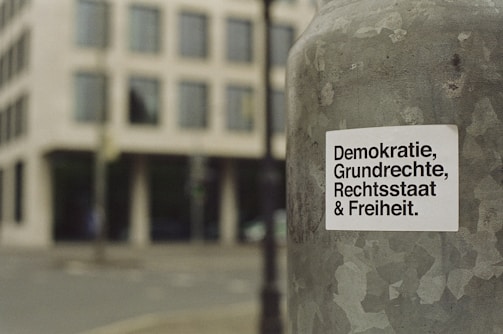 Demokratie,
Grundrechte,
Rechtsstaat
& Freiheit.